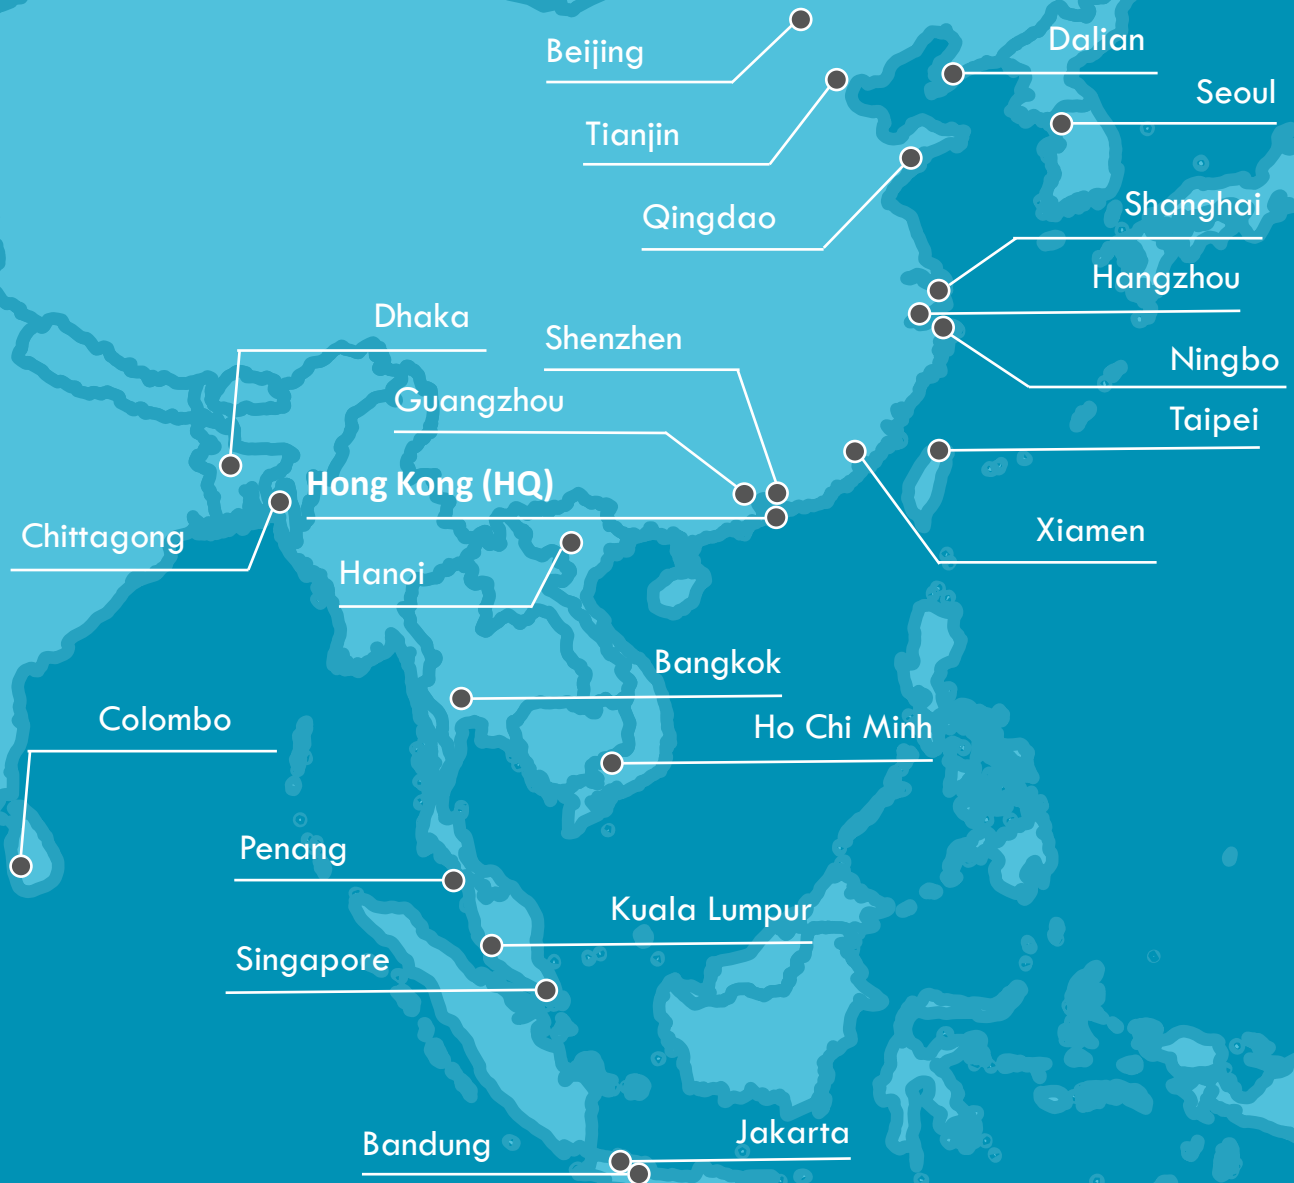 Beijing
Dalian
Seoul
Tianjin
Qingdao
Shanghai
Hangzhou
Dhaka
Shenzhen
Ningbo
Guangzhou
Taipei
Hong Kong (HQ)
Chittagong
Xiamen
Hanoi
Bangkok
Colombo
Ho Chi Minh
Penang
Kuala Lumpur
Singapore
Jakarta
Bandung